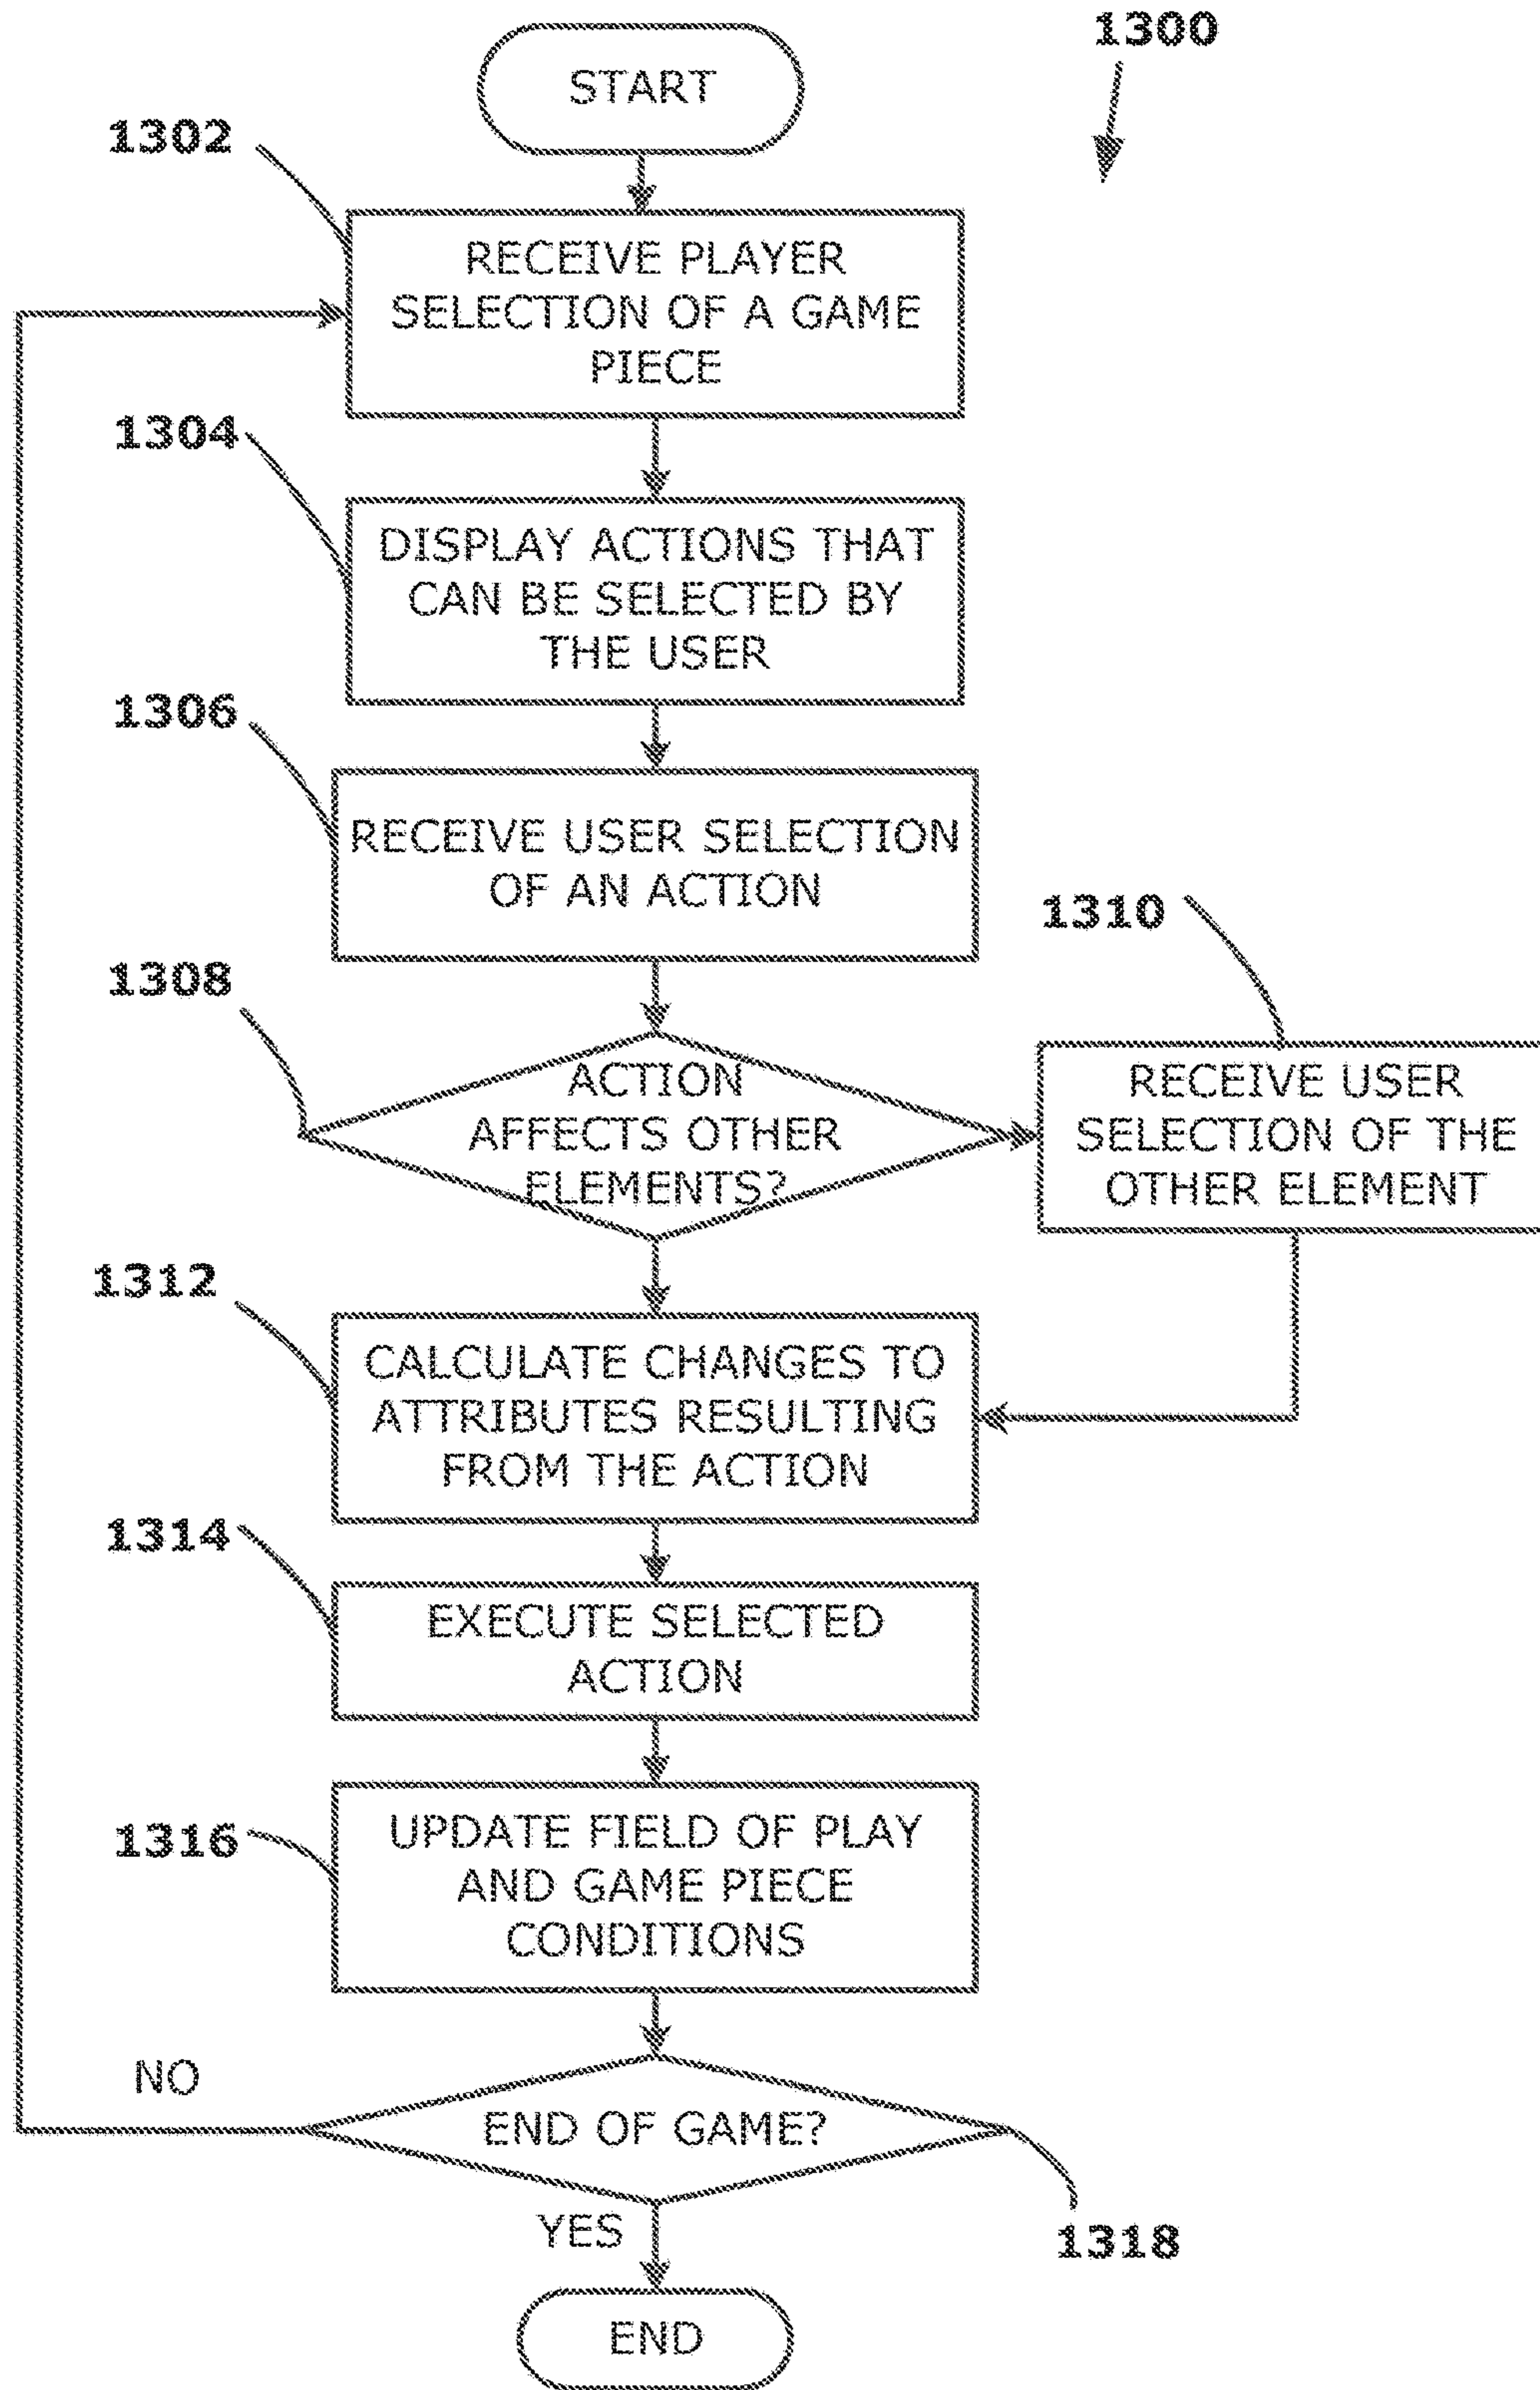 1300
START
1302
RECEIVE PLAYER
SELECTION OF A GAME
PIECE
1304
DISPLAY ACTIONS THAT
CAN BE SELECTED BY
THE USER
1306
RECEIVE USER SELECTION
OF AN ACTION
1308
ACTION
AFFECTS OTHER
ELEMENTS?
1310
RECEIVE USER
SELECTION OF THE
OTHER ELEMENT
1312
CALCULATE CHANGES TO
ATTRIBUTES RESULTING
FROM THE ACTION
1314
EXECUTE SELECTED
ACTION
1316
UPDATE FIELD OF PLAY
AND GAME PIECE
CONDITIONS
NO
END OF GAME?
YES
1318
END